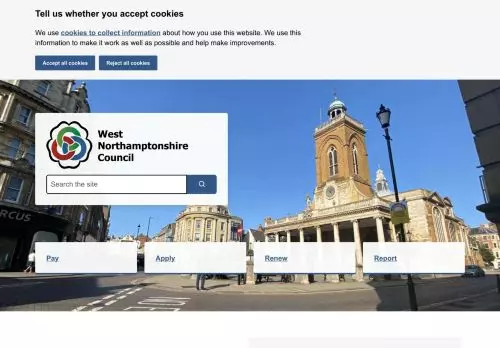 Tell us whether you accept cookies
We use cookies to collect information about how you use this website. We use
this information to make it work as well as possible and help make improvements.
Accept all cookies
Reject all cookies
West
Northamptonshire
Council
Search the site
Pay
Apply
Renew
Report